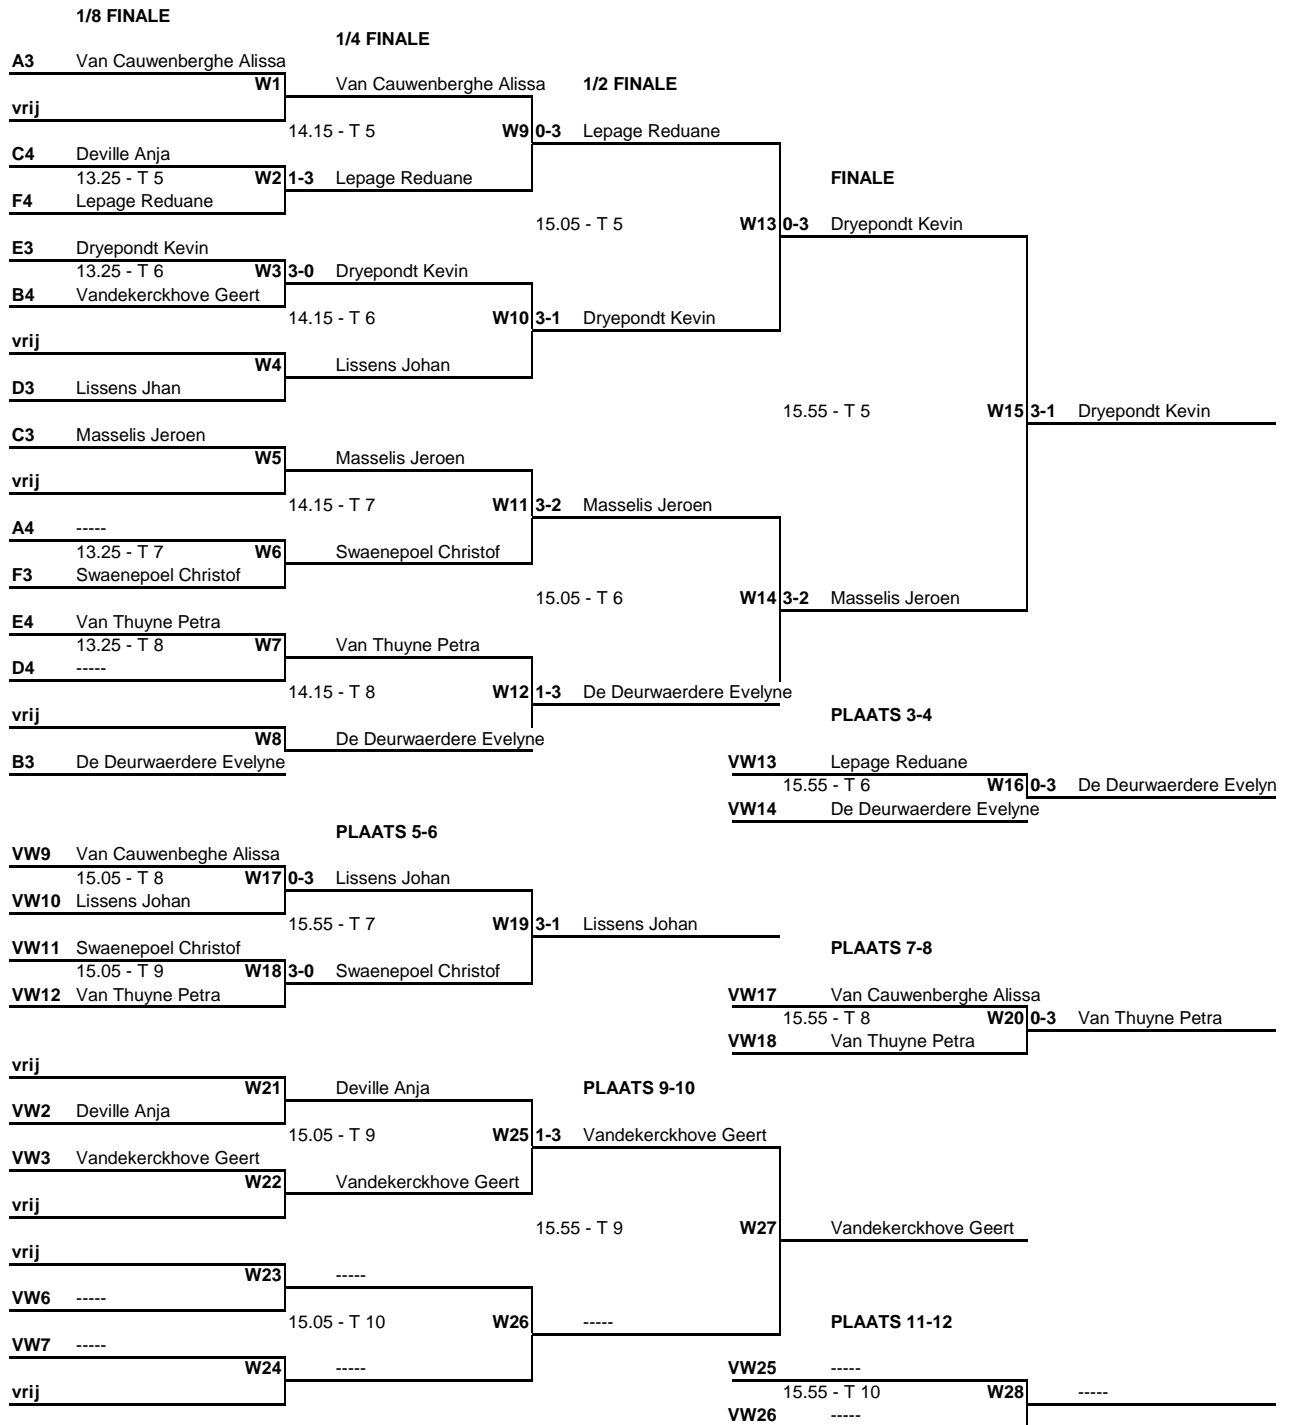 1/8 FINALE
1/4 FINALE
A3 Van Cauwenberghe Alissa
W1 Van Cauwenberghe Alissa 1/2 FINALE
vrij
14.15 - T 5 W9 0-3 Lepage Reduane
C4 Deville Anja
13.25 - T 5 W2 1-3 Lepage Reduane FINALE
F4 Lepage Reduane
15.05 - T 5 W13 0-3 Dryepondt Kevin
E3 Dryepondt Kevin
13.25 - T 6 W3 3-0 Dryepondt Kevin
B4 Vandekerckhove Geert
14.15 - T 6 W10 3-1 Dryepondt Kevin
vrij
W4 Lissens Johan
D3 Lissens Jhan
15.55 - T 5 W15 3-1 Dryepondt Kevin
C3 Masselis Jeroen
W5 Masselis Jeroen
vrij
14.15 - T 7 W11 3-2 Masselis Jeroen
A4 -----
13.25 - T 7 W6 Swaenepoel Christof
F3 Swaenepoel Christof
15.05 - T 6 W14 3-2 Masselis Jeroen
E4 Van Thuyne Petra
13.25 - T 8 W7 Van Thuyne Petra
D4 -----
14.15 - T 8 W12 1-3 De Deurwaerdere Evelyne
vrij PLAATS 3-4
W8 De Deurwaerdere Evelyne
B3 De Deurwaerdere Evelyne VW13 Lepage Reduane
15.55 - T 6 W16 0-3 De Deurwaerdere Evelyn
VW14 De Deurwaerdere Evelyne
PLAATS 5-6
VW9 Van Cauwenbeghe Alissa
15.05 - T 8 W17 0-3 Lissens Johan
VW10 Lissens Johan
15.55 - T 7 W19 3-1 Lissens Johan
VW11 Swaenepoel Christof PLAATS 7-8
15.05 - T 9 W18 3-0 Swaenepoel Christof
VW12 Van Thuyne Petra VW17 Van Cauwenberghe Alissa
15.55 - T 8 W20 0-3 Van Thuyne Petra
VW18 Van Thuyne Petra
vrij
W21 Deville Anja PLAATS 9-10
VW2 Deville Anja
15.05 - T 9 W25 1-3 Vandekerckhove Geert
VW3 Vandekerckhove Geert
W22 Vandekerckhove Geert
vrij
15.55 - T 9 W27 Vandekerckhove Geert
vrij
W23 -----
VW6 -----
15.05 - T 10 W26 ----- PLAATS 11-12
VW7 -----
W24 ----- VW25 -----
vrij 15.55 - T 10 W28 -----
VW26 -----